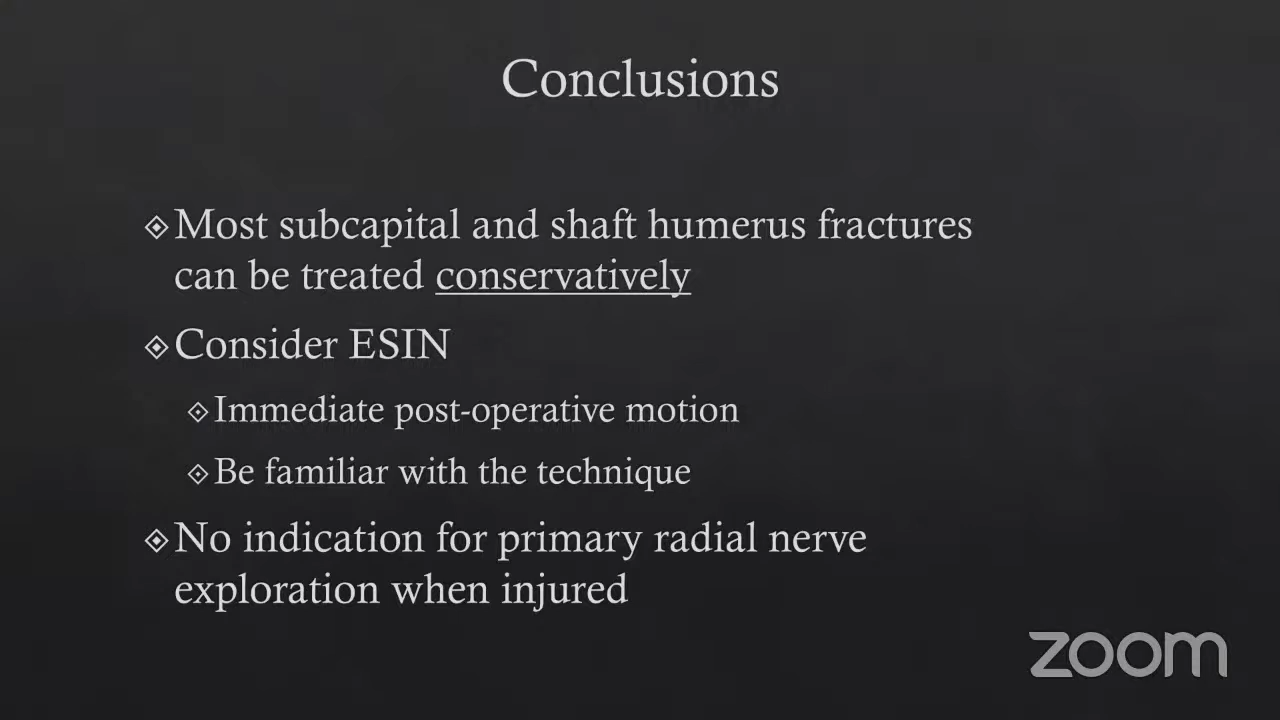 Conclusions
Most subcapital and shaft humerus fractures
can be treated conservatively
Consider ESIN
Immediate post-operative motion
Be familiar with the technique
No indication for primary radial nerve
exploration when injured
zoom